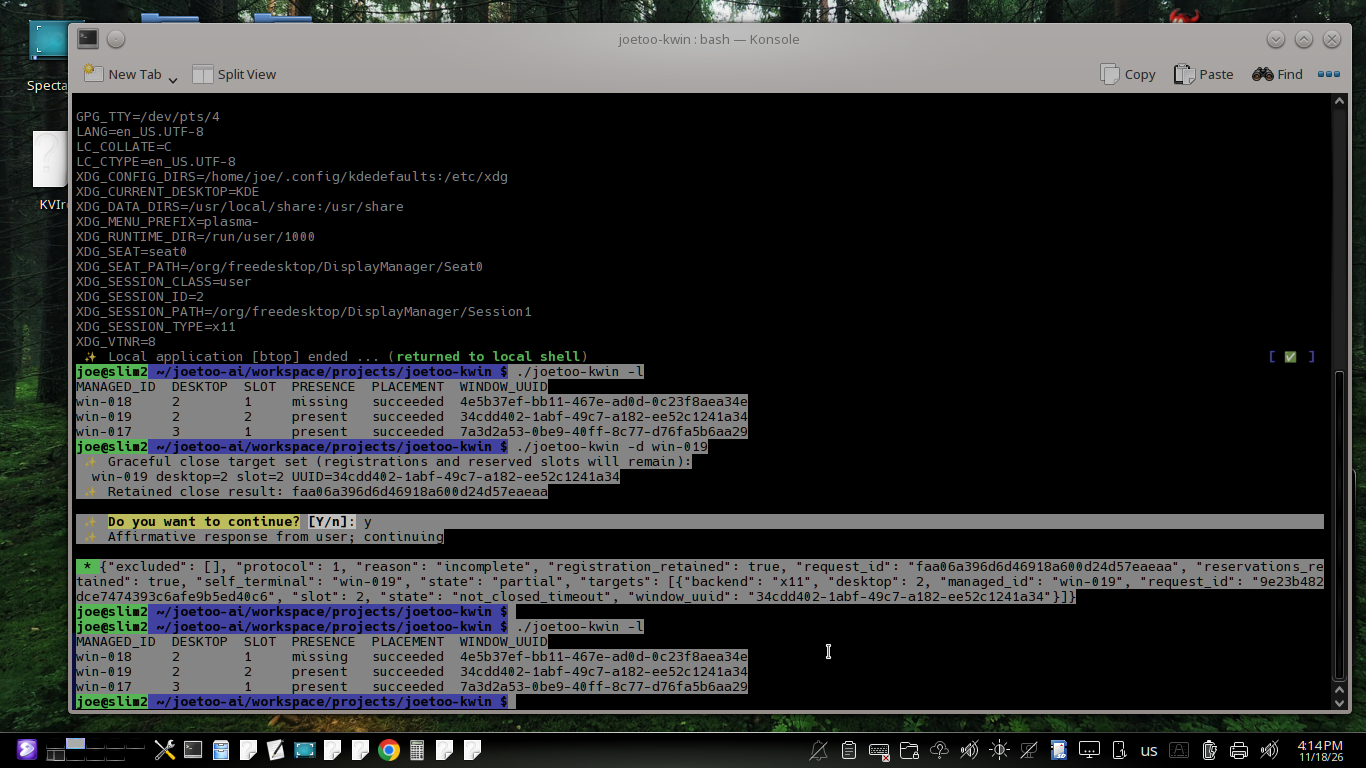 joetoo-kwin : bash — Konsole
New Tab
Split View
Copy
Paste
Find
Specta
KVIr
GPG_TTY=/dev/pts/4
LANG=en_US.UTF-8
LC_COLLATE=C
LC_CTYPE=en_US.UTF-8
XDG_CONFIG_DIRS=/home/joe/.config/kdedefaults:/etc/xdg
XDG_CURRENT_DESKTOP=KDE
XDG_DATA_DIRS=/usr/local/share:/usr/share
XDG_MENU_PREFIX=plasma-
XDG_RUNTIME_DIR=/run/user/1000
XDG_SEAT=seat0
XDG_SEAT_PATH=/org/freedesktop/DisplayManager/Seat0
XDG_SESSION_CLASS=user
XDG_SESSION_ID=2
XDG_SESSION_PATH=/org/freedesktop/DisplayManager/Session1
XDG_SESSION_TYPE=x11
XDG_VTNR=8
✨ Local application [btop] ended ... (returned to local shell) [ ✅ ]
joe@slim2 ~/joetoo-ai/workspace/projects/joetoo-kwin $ ./joetoo-kwin -l
MANAGED_ID DESKTOP SLOT PRESENCE PLACEMENT WINDOW_UUID
win-018 2 1 missing succeeded 4e5b37ef-bb11-467e-ad0d-0c23f8aea34e
win-019 2 2 present succeeded 34cdd402-1abf-49c7-a182-ee52c1241a34
win-017 3 1 present succeeded 7a3d2a53-0be9-40ff-8c77-d76fa5b6aa29
joe@slim2 ~/joetoo-ai/workspace/projects/joetoo-kwin $ ./joetoo-kwin -d win-019
✨ Graceful close target set (registrations and reserved slots will remain):
win-019 desktop=2 slot=2 UUID=34cdd402-1abf-49c7-a182-ee52c1241a34
✨ Retained close result: faa06a396d6d46918a600d24d57eaeaa
✨ Do you want to continue? [Y/n]: y
✨ Affirmative response from user; continuing
* {"excluded": [], "protocol": 1, "reason": "incomplete", "registration_retained": true, "request_id": "faa06a396d6d46918a600d24d57eaeaa", "reservations_re
tained": true, "self_terminal": "win-019", "state": "partial", "targets": [{"backend": "x11", "desktop": 2, "managed_id": "win-019", "request_id": "9e23b482
dce7474393c6afe9b5ed40c6", "slot": 2, "state": "not_closed_timeout", "window_uuid": "34cdd402-1abf-49c7-a182-ee52c1241a34"}]}
joe@slim2 ~/joetoo-ai/workspace/projects/joetoo-kwin $
joe@slim2 ~/joetoo-ai/workspace/projects/joetoo-kwin $ ./joetoo-kwin -l
MANAGED_ID DESKTOP SLOT PRESENCE PLACEMENT WINDOW_UUID
win-018 2 1 missing succeeded 4e5b37ef-bb11-467e-ad0d-0c23f8aea34e
win-019 2 2 present succeeded 34cdd402-1abf-49c7-a182-ee52c1241a34
win-017 3 1 present succeeded 7a3d2a53-0be9-40ff-8c77-d76fa5b6aa29
joe@slim2 ~/joetoo-ai/workspace/projects/joetoo-kwin $
us
4:14 PM
11/18/26